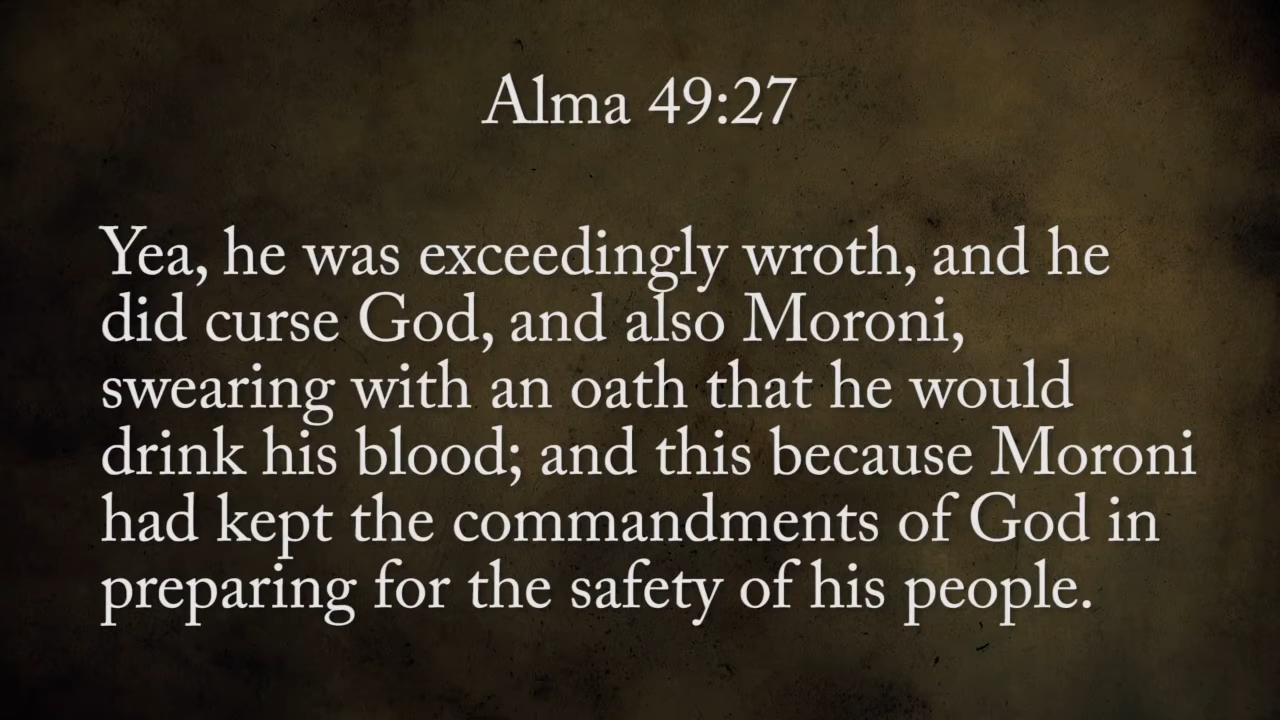 Alma 49:27
Yea, he was exceedingly wroth, and he
did curse God, and also Moroni,
swearing with an oath that he would
drink his blood; and this because Moroni
had kept the commandments of God in
preparing for the safety of his people.